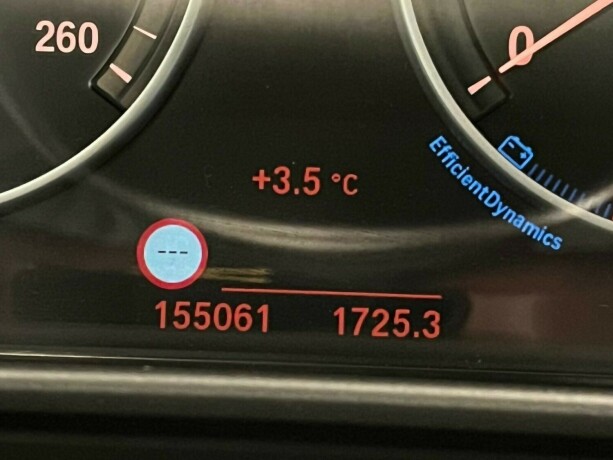 260
0
EfficientDynamics
+3.5 °C
---
155061 1725.3